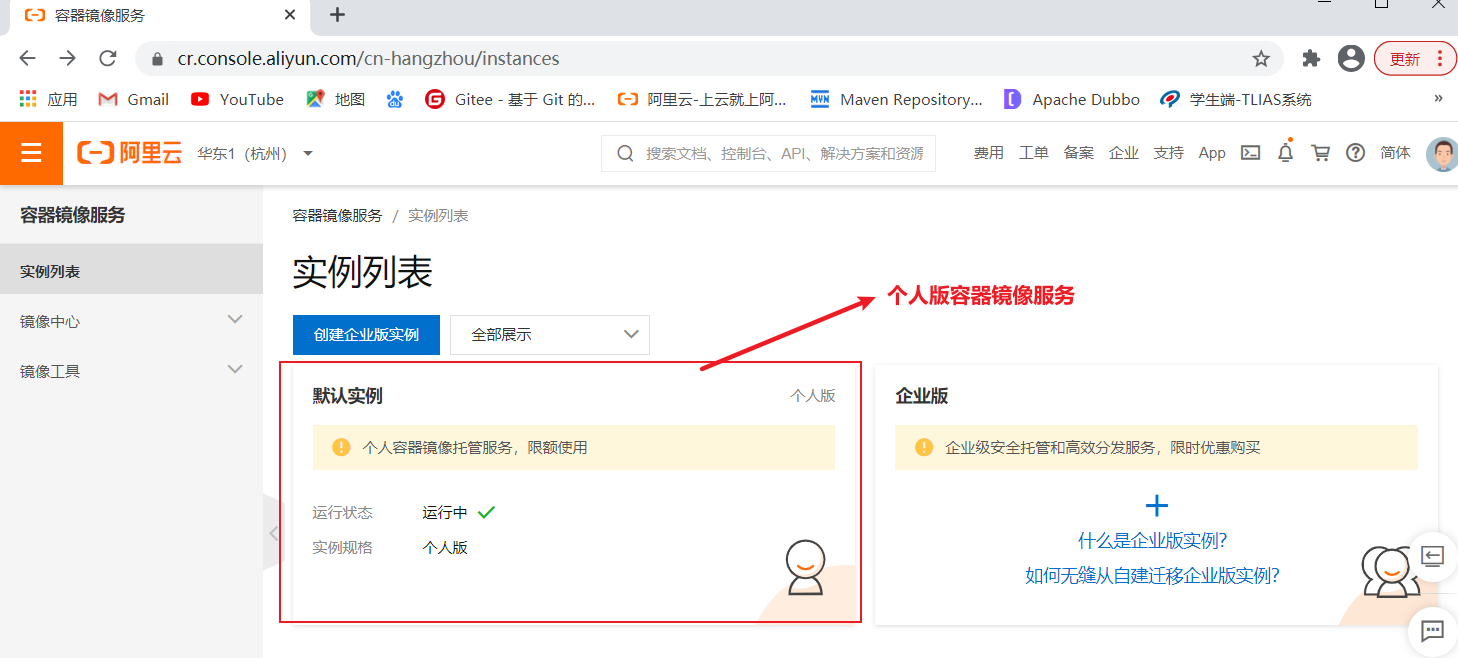 容器镜像服务
cr.console.aliyun.com/cn-hangzhou/instances
更新
应用 Gmail YouTube 地图 Gitee - 基于 Git 的... 阿里云-上云就上阿... MVN Maven Repository... Apache Dubbo 学生端-TLIAS系统 »
阿里云 华东1（杭州） 搜索文档、控制台、API、解决方案和资源 费用 工单 备案 企业 支持 App 简体
容器镜像服务
实例列表
镜像中心
镜像工具
容器镜像服务 / 实例列表
实例列表
个人版容器镜像服务
创建企业版实例 全部展示
默认实例 个人版
个人容器镜像托管服务，限额使用
运行状态 运行中
实例规格 个人版
企业版
企业级安全托管和高效分发服务，限时优惠购买
什么是企业版实例?
如何无缝从自建迁移企业版实例?